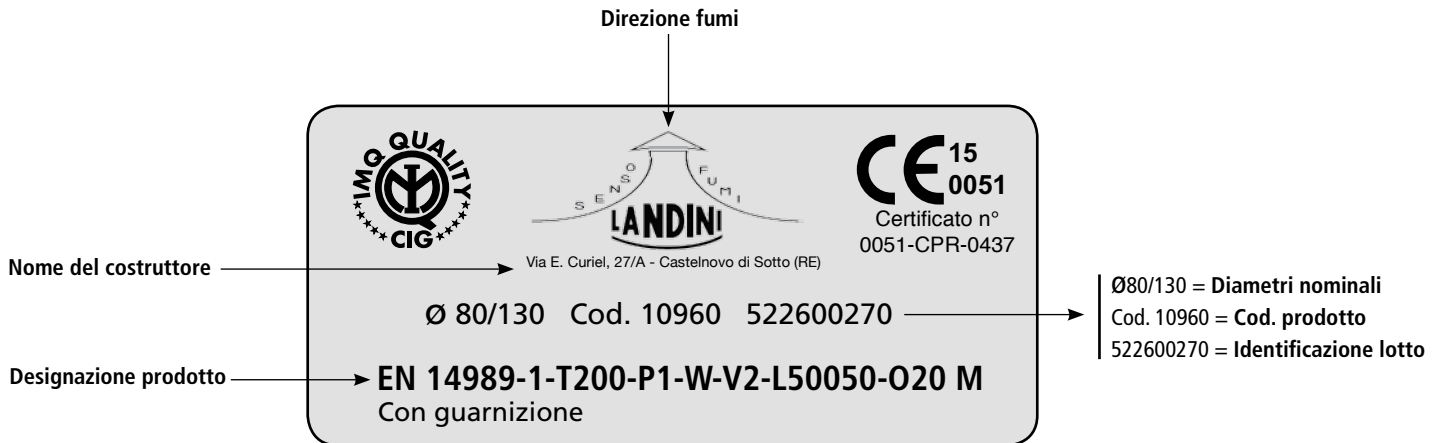 Direzione fumi
IMQ QUALITY
CIG
SENSO FUMI
LANDINI
Via E. Curiel, 27/A - Castelnovo di Sotto (RE)
CE 15
0051
Certificato n°
0051-CPR-0437
Nome del costruttore
Ø 80/130 Cod. 10960 522600270
Ø80/130 = Diametri nominali
Cod. 10960 = Cod. prodotto
522600270 = Identificazione lotto
Designazione prodotto
EN 14989-1-T200-P1-W-V2-L50050-O20 M
Con guarnizione